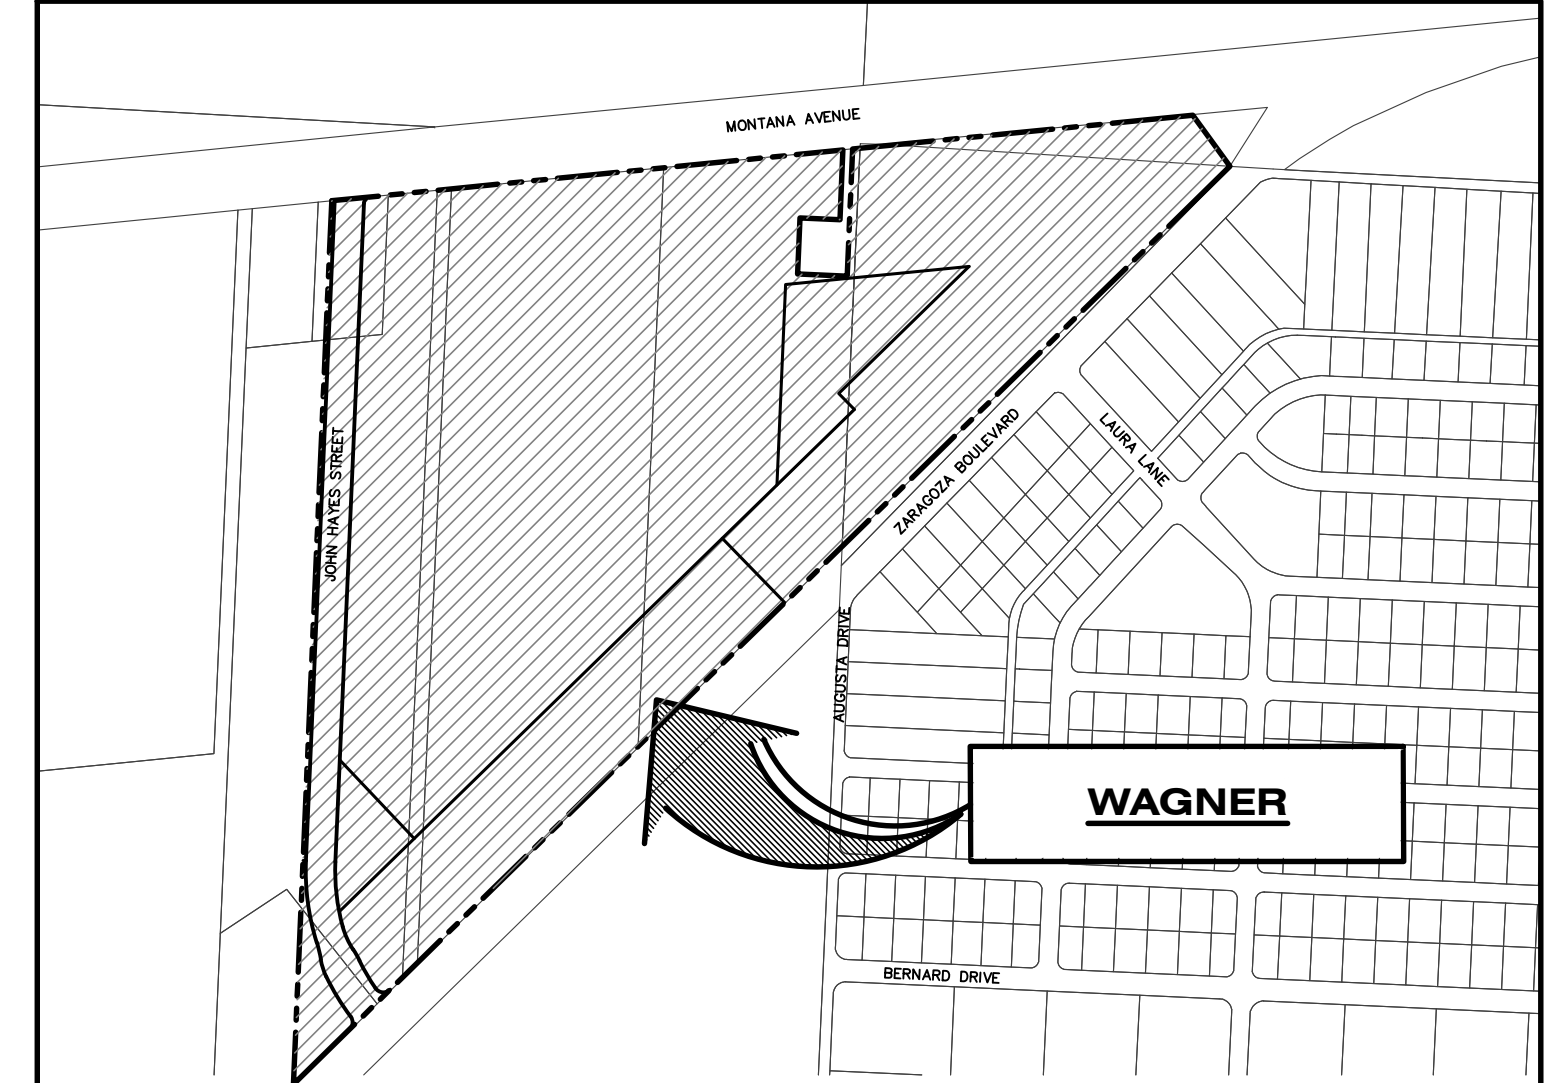 MONTANA AVENUE
JOHN HAYES STREET
ZARAGOZA BOULEVARD
LAURA LANE
AUGUSTA DRIVE
WAGNER
BERNARD DRIVE